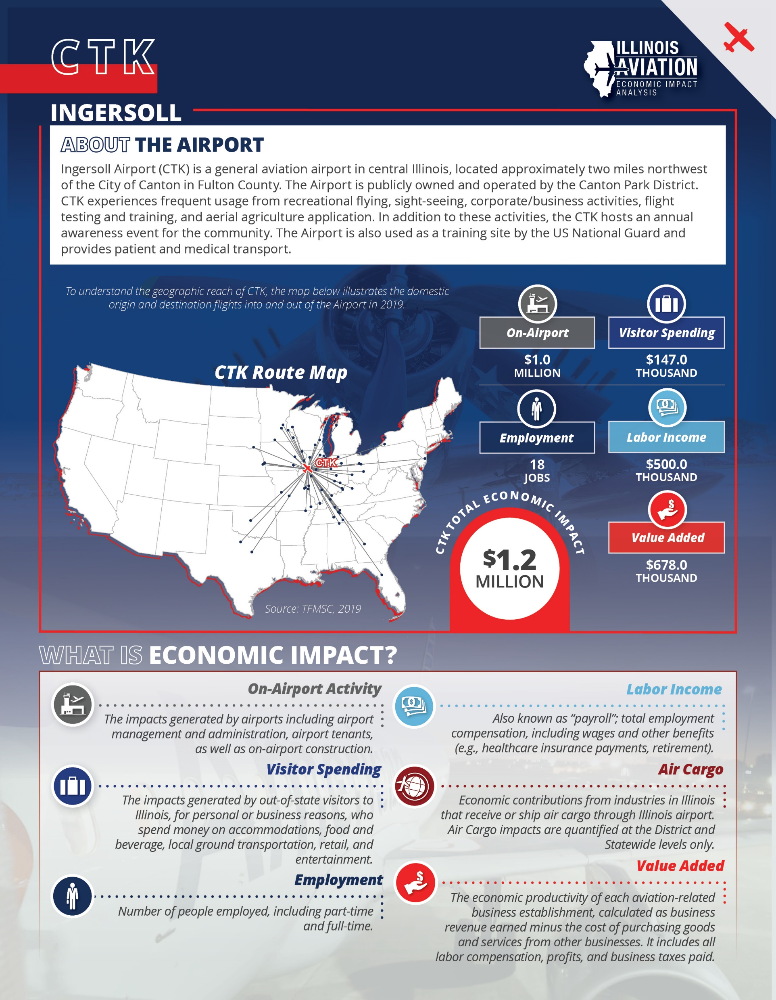 CTK
ILLINOIS
AVIATION
ECONOMIC IMPACT
ANALYSIS
INGERSOLL
ABOUT THE AIRPORT
Ingersoll Airport (CTK) is a general aviation airport in central Illinois, located approximately two miles northwest
of the City of Canton in Fulton County. The Airport is publicly owned and operated by the Canton Park District.
CTK experiences frequent usage from recreational flying, sight-seeing, corporate/business activities, flight
testing and training, and aerial agriculture application. In addition to these activities, the CTK hosts an annual
awareness event for the community. The Airport is also used as a training site by the US National Guard and
provides patient and medical transport.
To understand the geographic reach of CTK, the map below illustrates the domestic
origin and destination flights into and out of the Airport in 2019.
CTK Route Map
CTK
Source: TFMSC, 2019
On-Airport
$1.0
MILLION
Visitor Spending
$147.0
THOUSAND
Employment
18
JOBS
Labor Income
$500.0
THOUSAND
CTK TOTAL ECONOMIC IMPACT
$1.2
MILLION
Value Added
$678.0
THOUSAND
WHAT IS ECONOMIC IMPACT?
On-Airport Activity
The impacts generated by airports including airport
management and administration, airport tenants,
as well as on-airport construction.
Visitor Spending
The impacts generated by out-of-state visitors to
Illinois, for personal or business reasons, who
spend money on accommodations, food and
beverage, local ground transportation, retail, and
entertainment.
Employment
Number of people employed, including part-time
and full-time.
Labor Income
Also known as “payroll”; total employment
compensation, including wages and other benefits
(e.g., healthcare insurance payments, retirement).
Air Cargo
Economic contributions from industries in Illinois
that receive or ship air cargo through Illinois airport.
Air Cargo impacts are quantified at the District and
Statewide levels only.
Value Added
The economic productivity of each aviation-related
business establishment, calculated as business
revenue earned minus the cost of purchasing goods
and services from other businesses. It includes all
labor compensation, profits, and business taxes paid.